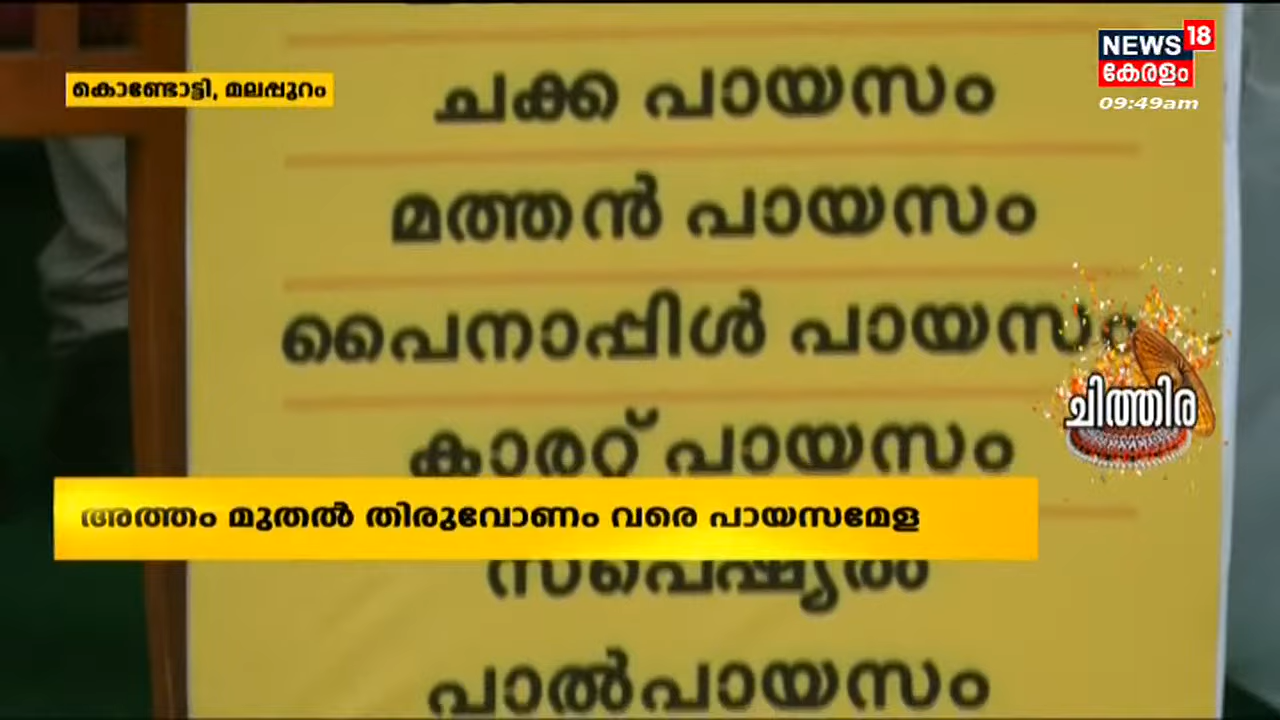 NEWS 18
കേരളം
09:49am
കൊണ്ടോട്ടി, മലപ്പുറം
ചക്ക പായസം
മത്തൻ പായസം
പൈനാപ്പിൾ പായസം
ചിത്തിര
കാരറ്റ് പായസം
അത്തം മുതൽ തിരുവോണം വരെ പായസമേള
സ്പെഷ്യൽ
പാൽപായസം